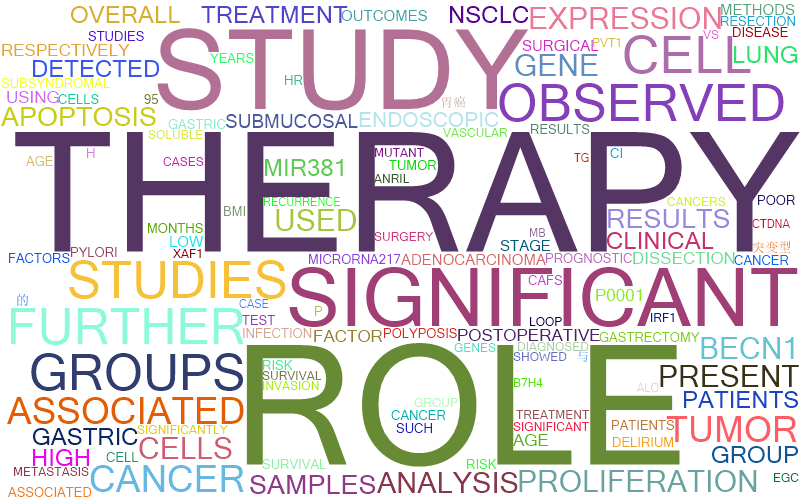 OVERALL
TREATMENT
OUTCOMES
NSCLC
EXPRESSION
METHODS
RESECTION
STUDIES
RESPECTIVELY
STUDY
SURGICAL
PVT1
VS
DISEASE
DETECTED
YEARS
HR
GENE
CELL
LUNG
SUBSYNDROMAL
USING
CELLS
95
胃癌
OBSERVED
APOPTOSIS
GASTRIC
SUBMUCOSAL
ENDOSCOPIC
SOLUBLE
VASCULAR
RESULTS
THERAPY
AGE
H
CASES
MIR381
MUTANT
TUMOR
TG
CI
ANRIL
CANCERS
POOR
RECURRENCE
BMI
USED
RESULTS
CTDNA
MONTHS
LOW
SURGERY
MB
STAGE
CLINICAL
突变型
XAF1
FACTORS
PYLORI
MICRORNA217
ADENOCARCINOMA
PROGNOSTIC
DISSECTION
CANCER
STUDIES
SIGNIFICANT
CAFS
P0001
的
CASE
P
FURTHER
TEST
LOOP
IRF1
INFECTION
FACTOR
POLYPOSIS
POSTOPERATIVE
GASTRECTOMY
GENES
DIAGNOSED
BECN1
ROLE
SHOWED
与
GROUPS
RISK
SURVIVAL
INVASION
B7H4
ALO
PRESENT
PATIENTS
ASSOCIATED
GROUP
CANCER
SUCH
TREATMENT
SIGNIFICANT
PATIENTS
TUMOR
GASTRIC
SIGNIFICANTLY
AGE
DELIRIUM
HIGH
CELL
CELLS
GROUP
METASTASIS
CANCER
SURVIVAL
RISK
ASSOCIATED
SAMPLES
ANALYSIS
PROLIFERATION
EGC